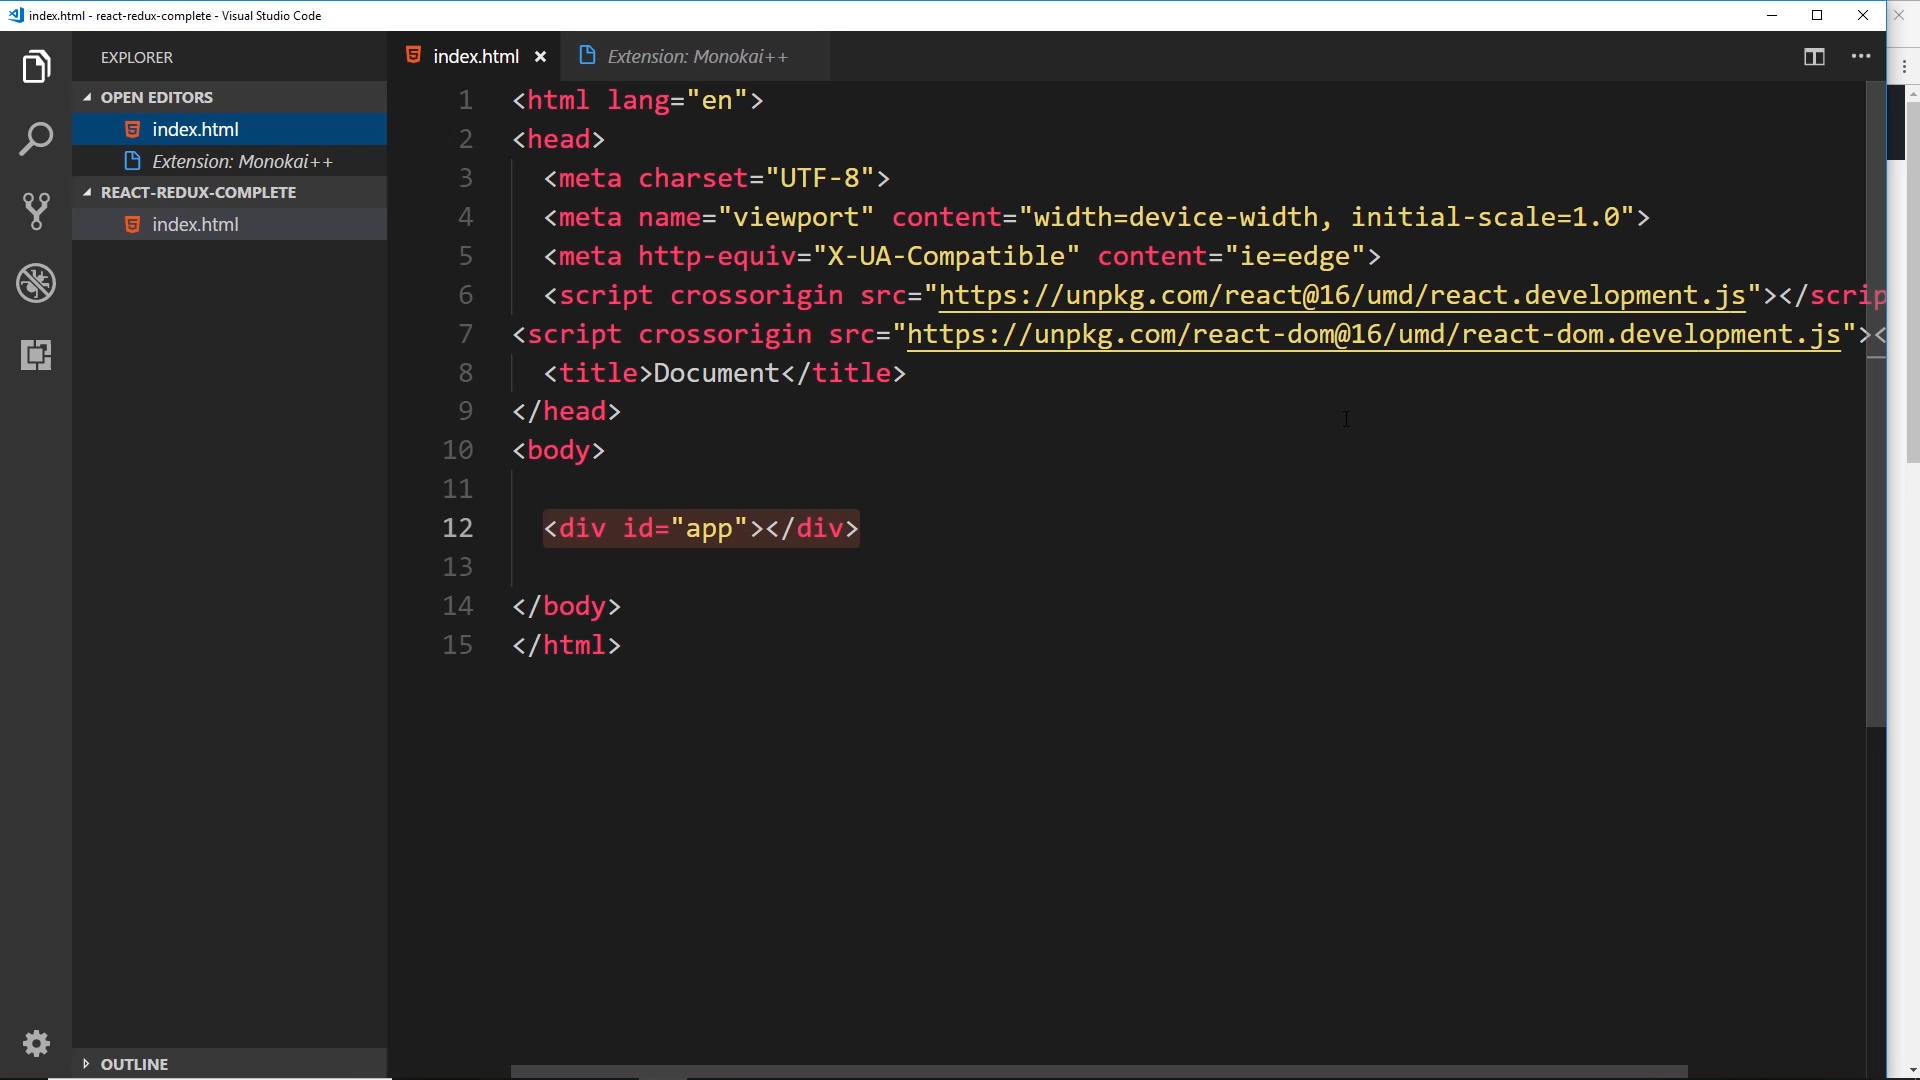 index.html - react-redux-complete - Visual Studio Code
EXPLORER
OPEN EDITORS
index.html
Extension: Monokai++
REACT-REDUX-COMPLETE
index.html
OUTLINE
index.html
Extension: Monokai++
1 <html lang="en">
2 <head>
3 <meta charset="UTF-8">
4 <meta name="viewport" content="width=device-width, initial-scale=1.0">
5 <meta http-equiv="X-UA-Compatible" content="ie=edge">
6 <script crossorigin src="https://unpkg.com/react@16/umd/react.development.js"></scrip
7 <script crossorigin src="https://unpkg.com/react-dom@16/umd/react-dom.development.js"><
8 <title>Document</title>
9 </head>
10 <body>
11
12 <div id="app"></div>
13
14 </body>
15 </html>